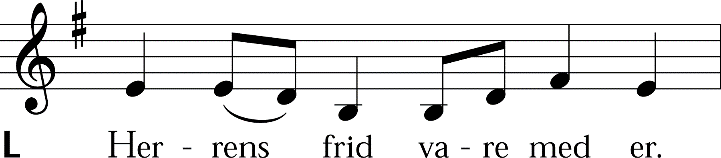 L Her - rens frid va - re med er.